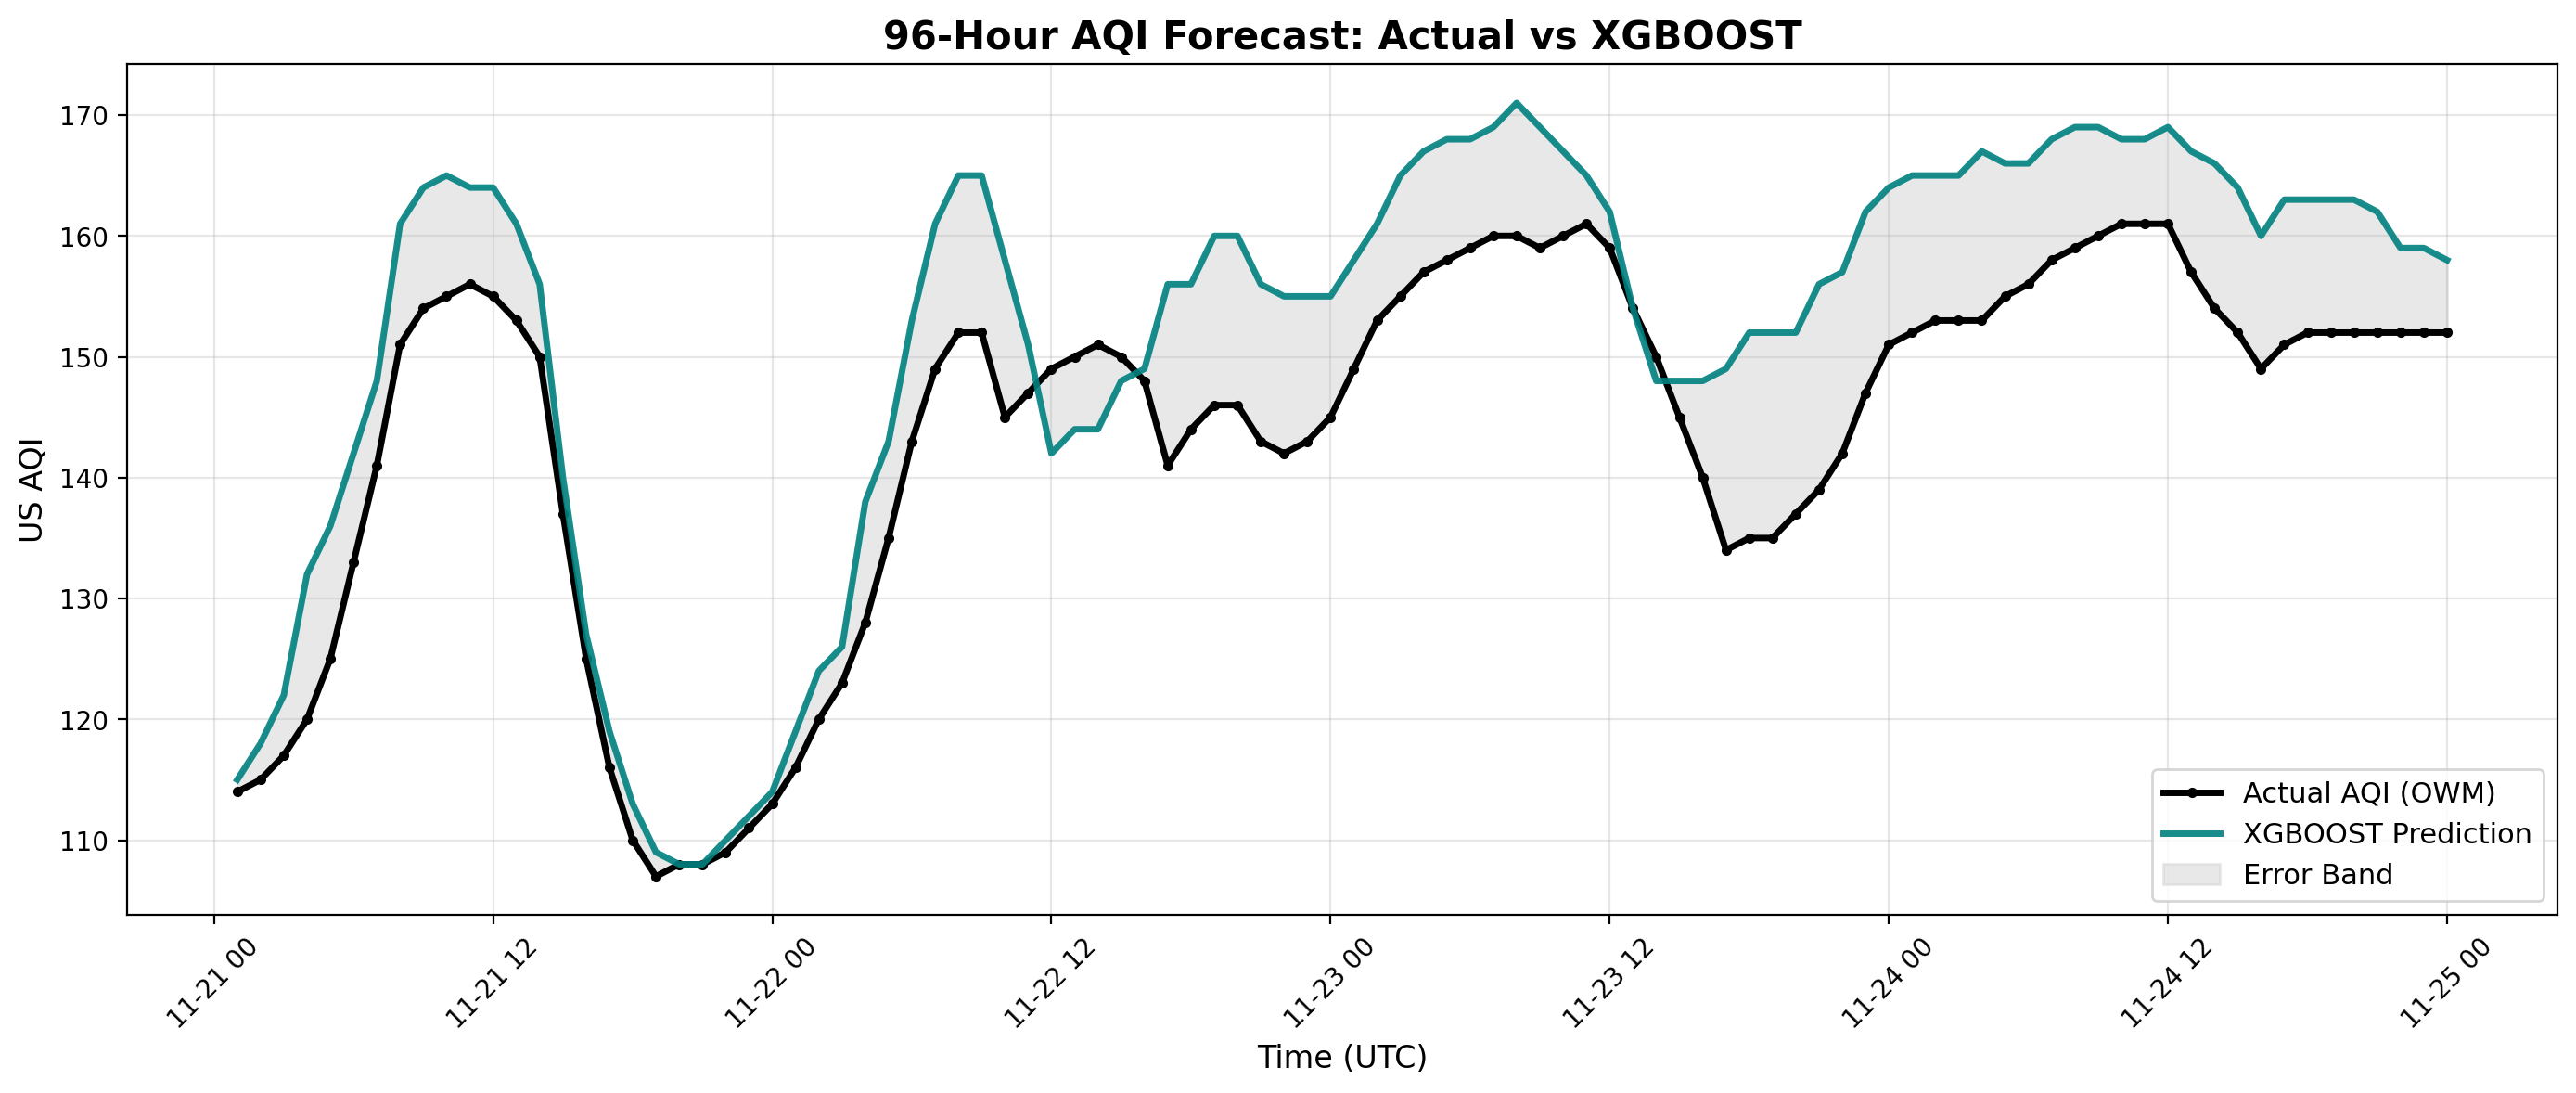 96-Hour AQI Forecast: Actual vs XGBOOST
US AQI
170
160
150
140
130
120
110
Actual AQI (OWM)
XGBOOST Prediction
Error Band
11-21 00
11-21 12
11-22 00
11-22 12
11-23 00
11-23 12
11-24 00
11-24 12
11-25 00
Time (UTC)